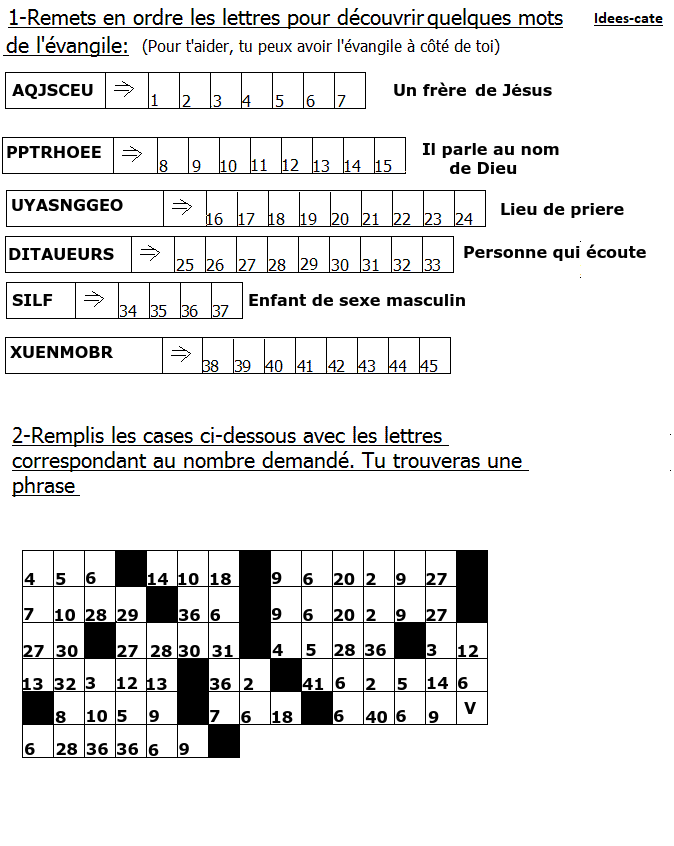 1-Remets en ordre les lettres pour découvrir quelques mots
Idees-cate
de l'évangile: (Pour t'aider, tu peux avoir l'évangile à côté de toi)
AQJSCEU ⇒ 1 2 3 4 5 6 7 Un frère de Jésus
PPTRHOEE ⇒ 8 9 10 11 12 13 14 15 Il parle au nom
de Dieu
UYASNGGEO ⇒ 16 17 18 19 20 21 22 23 24 Lieu de priere
DITAUEURS ⇒ 25 26 27 28 29 30 31 32 33 Personne qui écoute
SILF ⇒ 34 35 36 37 Enfant de sexe masculin
XUENMOBR ⇒ 38 39 40 41 42 43 44 45
2-Remplis les cases ci-dessous avec les lettres
correspondant au nombre demandé. Tu trouveras une
phrase
4 5 6 14 10 18 9 6 20 2 9 27
7 10 28 29 36 6 9 6 20 2 9 27
27 30 27 28 30 31 4 5 28 36 3 12
13 32 3 12 13 36 2 41 6 2 5 14 6
8 10 5 9 7 6 18 6 40 6 9 V
6 28 36 36 6 9